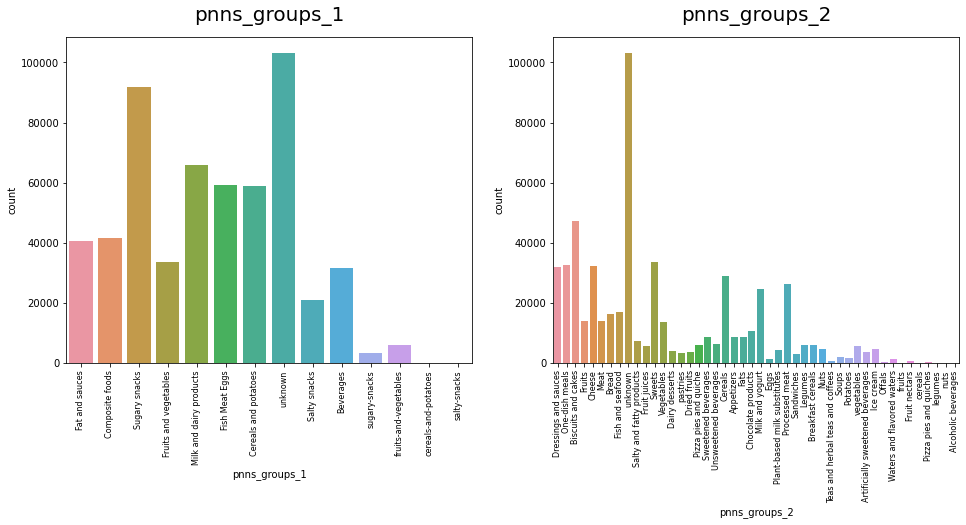 pnns_groups_1
count
100000
80000
60000
40000
20000
0
Fat and sauces
Composite foods
Sugary snacks
Fruits and vegetables
Milk and dairy products
Fish Meat Eggs
Cereals and potatoes
unknown
Salty snacks
Beverages
sugary-snacks
fruits-and-vegetables
cereals-and-potatoes
salty-snacks
pnns_groups_1
pnns_groups_2
count
100000
80000
60000
40000
20000
0
Dressings and sauces
One-dish meals
Biscuits and cakes
Fruits
Cheese
Meat
Bread
Fish and seafood
unknown
Salty and fatty products
Fruit juices
Sweets
Vegetables
Dairy desserts
pastries
Dried fruits
Pizza pies and quiche
Sweetened beverages
Unsweetened beverages
Cereals
Appetizers
Fats
Chocolate products
Milk and yogurt
Eggs
Plant-based milk substitutes
Processed meat
Sandwiches
Legumes
Breakfast cereals
Nuts
Teas and herbal teas and coffees
Soups
Potatoes
vegetables
Artificially sweetened beverages
Ice cream
Offals
Waters and flavored waters
fruits
Fruit nectars
cereals
Pizza pies and quiches
legumes
nuts
Alcoholic beverages
pnns_groups_2